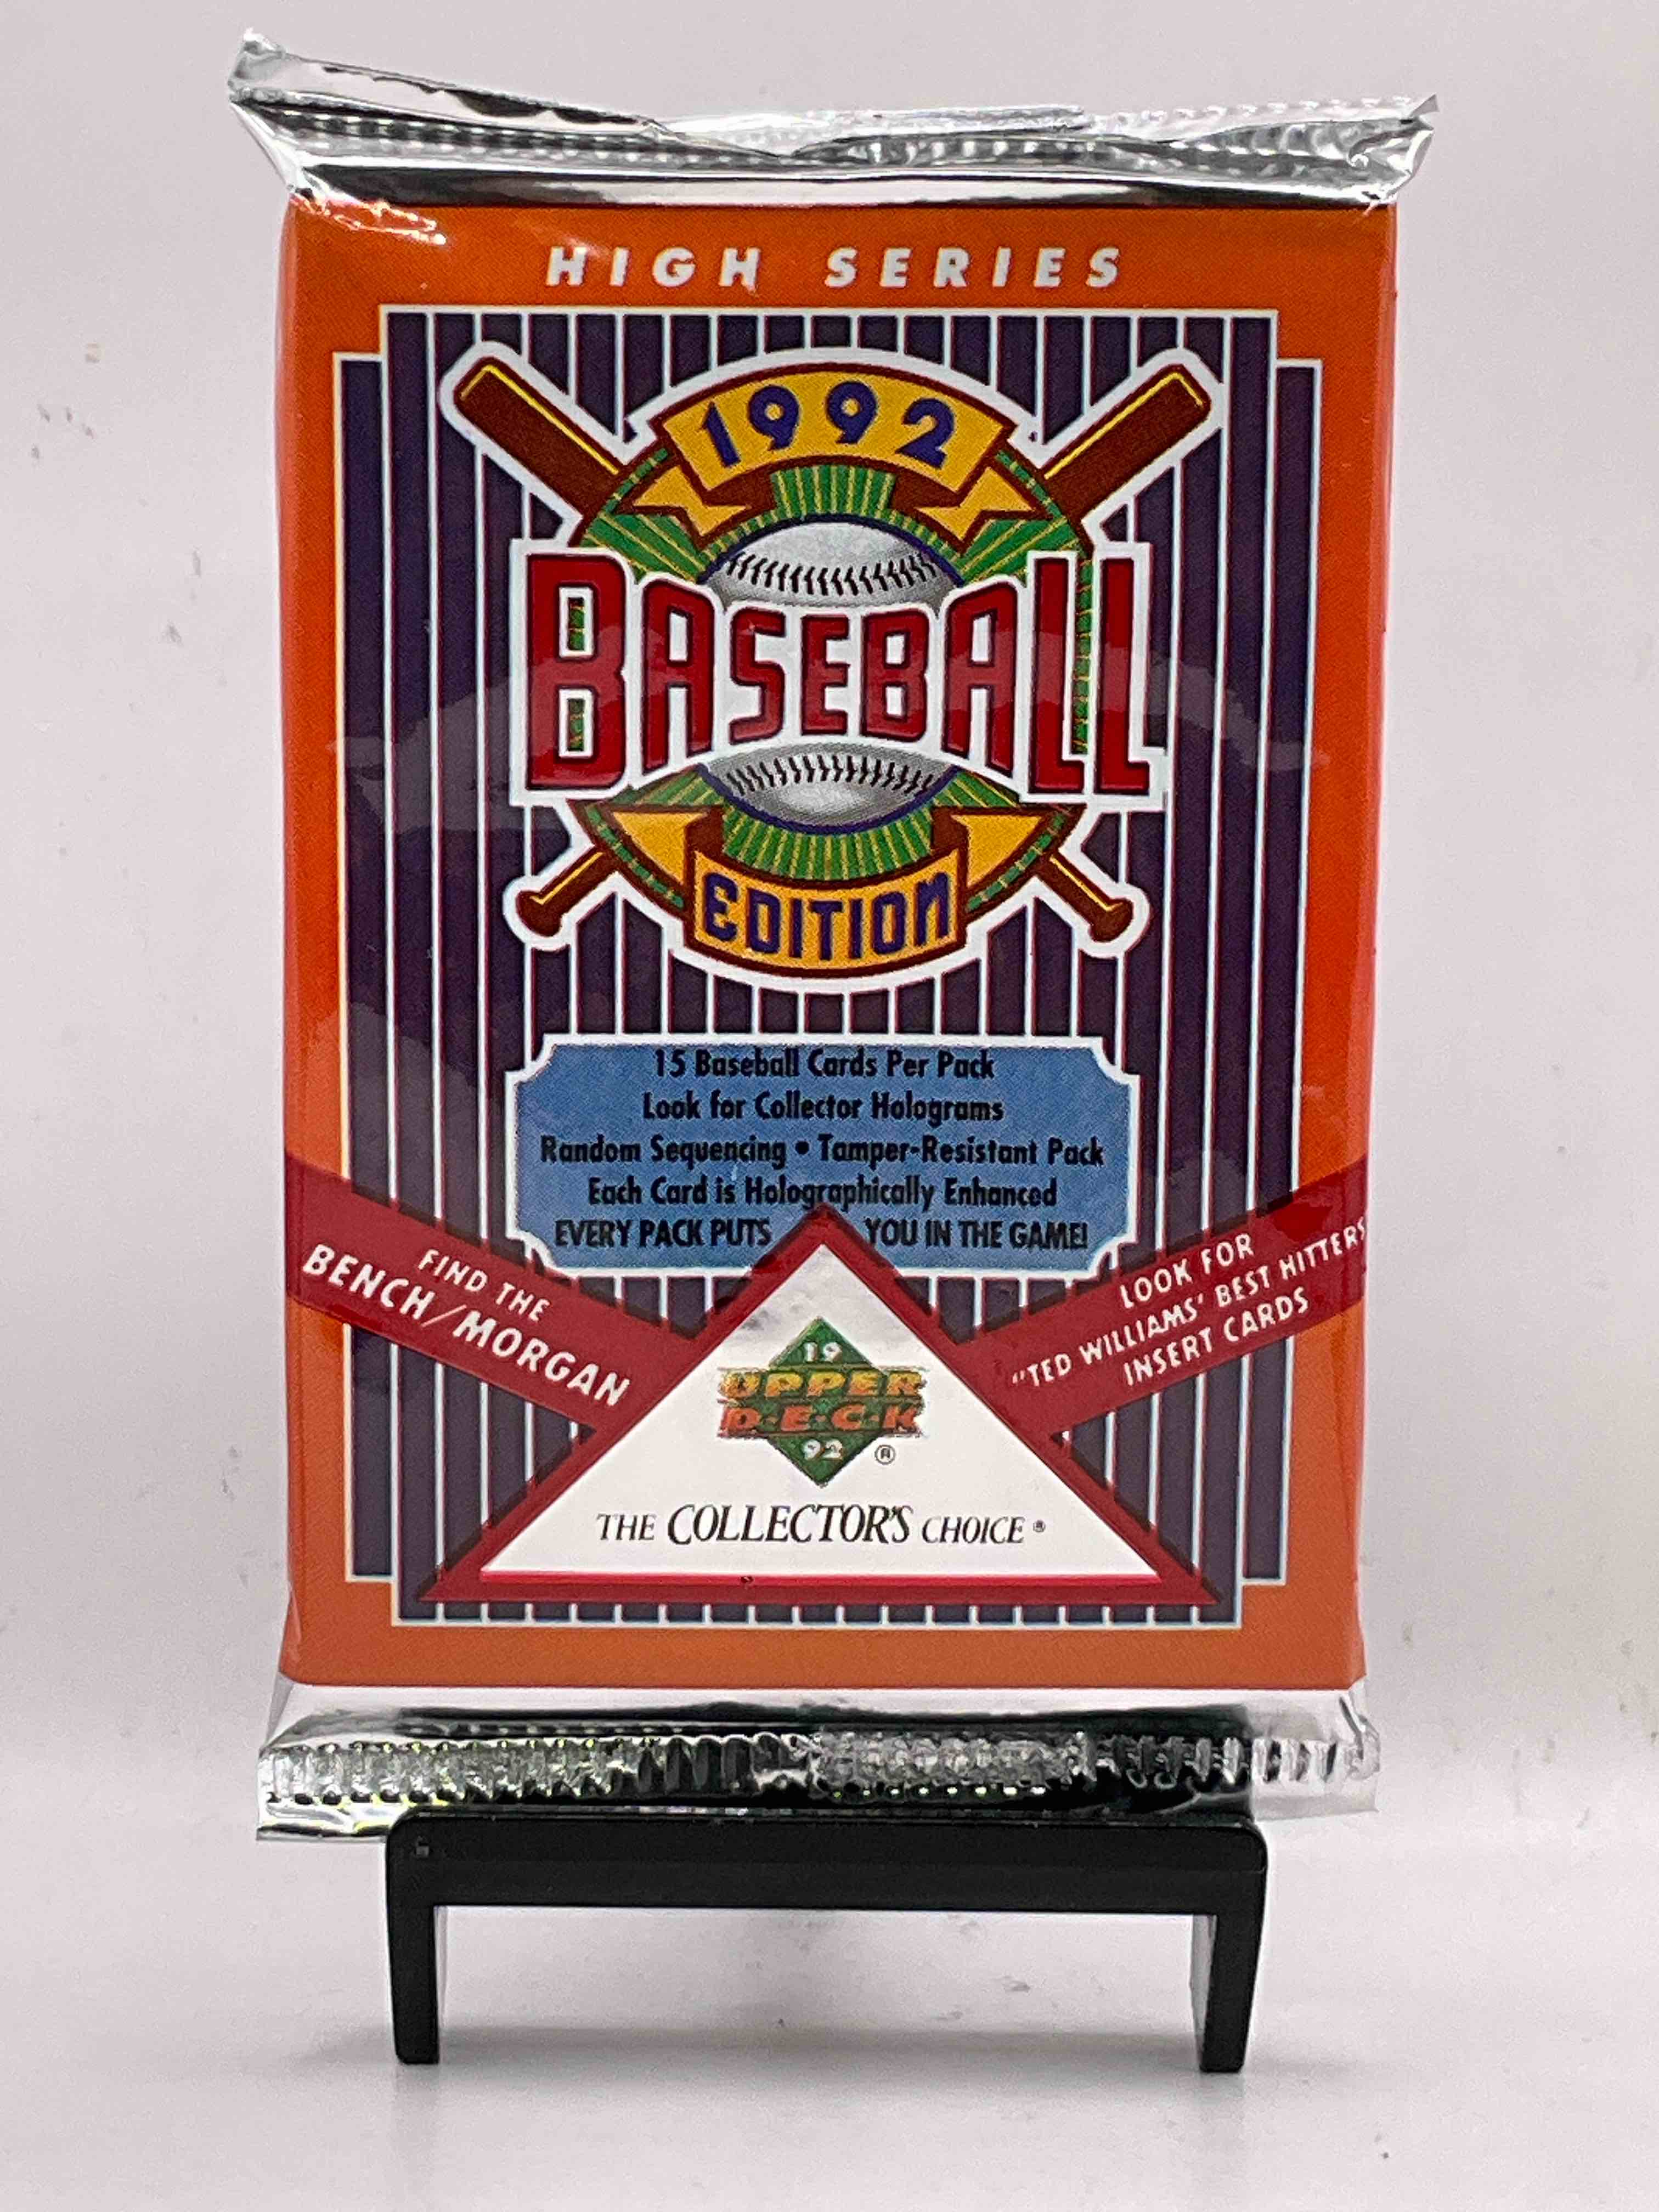 HIGH SERIES
1992
BASEBALL
EDITION
15 Baseball Cards Per Pack
Look for Collector Holograms
Random Sequencing • Tamper-Resistant Pack
Each Card is Holographically Enhanced
EVERY PACK PUTS YOU IN THE GAME!
FIND THE
BENCH/MORGAN
LOOK FOR
"TED WILLIAMS' BEST HITTERS
INSERT CARDS
19
UPPER
D·E·C·K
92 ®
THE COLLECTOR'S CHOICE ®